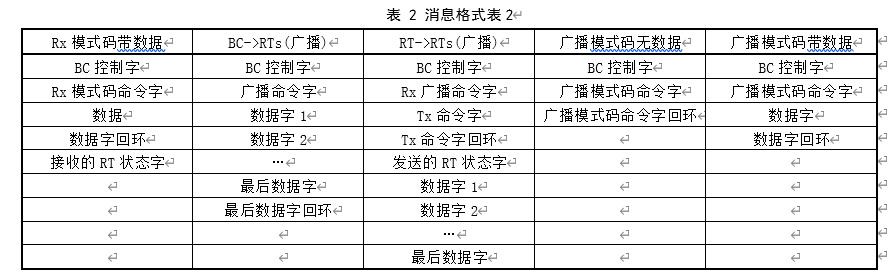 表 2 消息格式表2
Rx 模式码带数据 BC->RTs(广播) RT->RTs(广播) 广播模式码无数据 广播模式码带数据
BC 控制字 BC 控制字 BC 控制字 BC 控制字 BC 控制字
Rx 模式码命令字 广播命令字 Rx 广播命令字 广播模式码命令字 广播模式码命令字
数据 数据字 1 Tx 命令字 广播模式码命令字回环 数据字
数据字回环 数据字 2 Tx 命令字回环 数据字回环
接收的 RT 状态字 … 发送的 RT 状态字
最后数据字 数据字 1
最后数据字回环 数据字 2
…
最后数据字